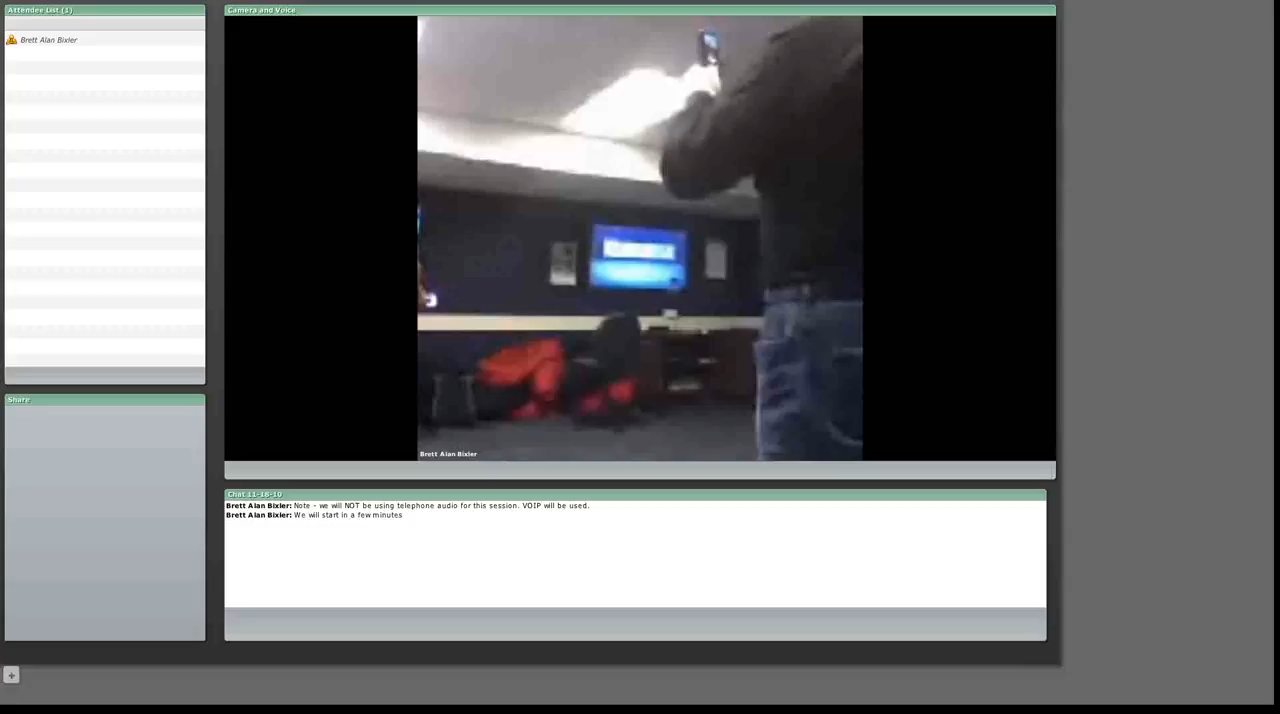 Attendee List (1)
Brett Alan Bixler
Camera and Voice
Brett Alan Bixler
Share
Chat 11-18-10
Brett Alan Bixler: Note - we will NOT be using telephone audio for this session. VOIP will be used.
Brett Alan Bixler: We will start in a few minutes